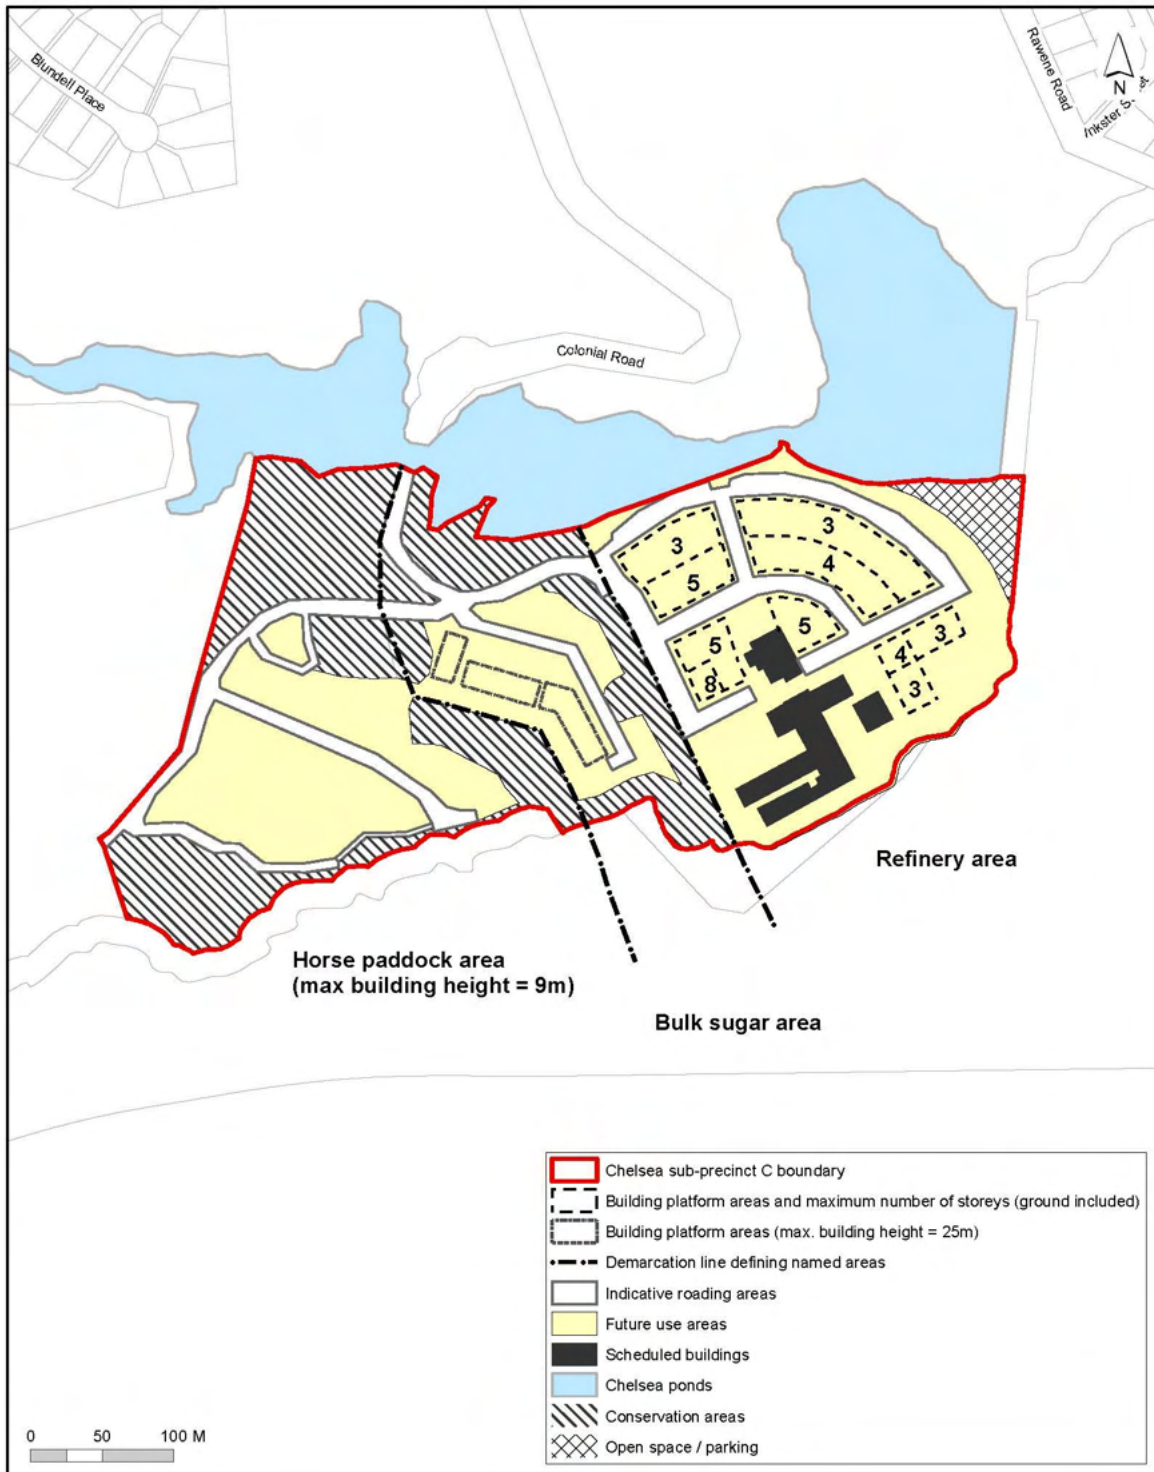 Blundell Place
Rawene Road
N
Colonial Road
3
3
4
5
5
5
3
4
8
3
Refinery area
Horse paddock area
(max building height = 9m)
Bulk sugar area
Chelsea sub-precinct C boundary
Building platform areas and maximum number of storeys (ground included)
Building platform areas (max. building height = 25m)
Demarcation line defining named areas
Indicative roading areas
Future use areas
Scheduled buildings
Chelsea ponds
Conservation areas
Open space / parking
0 50 100 M
Inkster